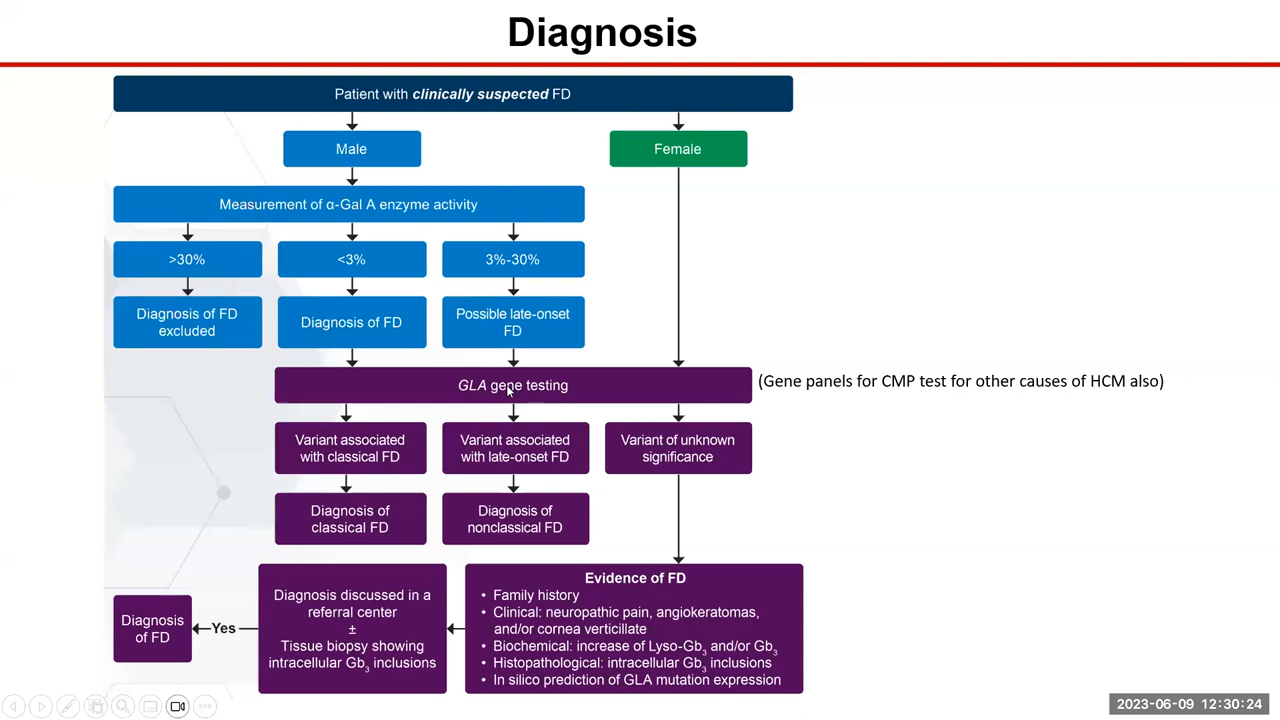 Diagnosis
Patient with clinically suspected FD
Male
Female
Measurement of α-Gal A enzyme activity
>30%
<3%
3%-30%
Diagnosis of FD
excluded
Diagnosis of FD
Possible late-onset
FD
GLA gene testing
(Gene panels for CMP test for other causes of HCM also)
Variant associated
with classical FD
Variant associated
with late-onset FD
Variant of unknown
significance
Diagnosis of
classical FD
Diagnosis of
nonclassical FD
Evidence of FD
• Family history
• Clinical: neuropathic pain, angiokeratomas,
and/or cornea verticillate
• Biochemical: increase of Lyso-Gb3 and/or Gb3
• Histopathological: intracellular Gb3 inclusions
• In silico prediction of GLA mutation expression
Diagnosis discussed in a
referral center
±
Tissue biopsy showing
intracellular Gb3 inclusions
Yes
Diagnosis
of FD
2023-06-09 12:30:24